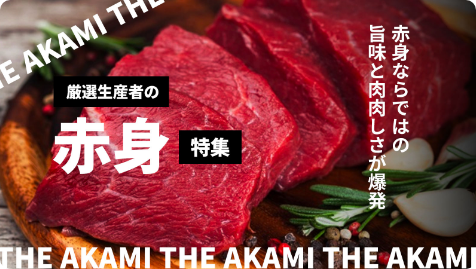 THE AKAMI THE
厳選生産者の
赤身
特集
赤身ならではの
旨味と肉肉しさが爆発
THE AKAMI THE AKAMI THE AKAMI